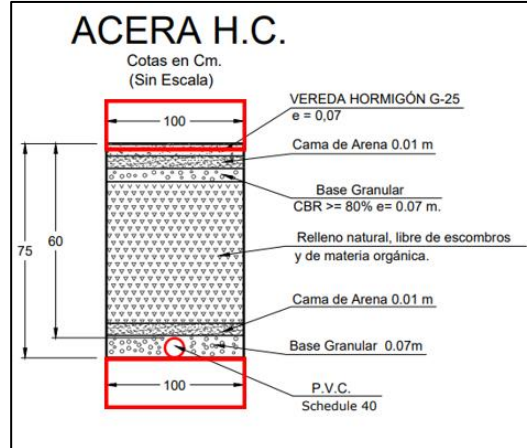 ACERA H.C.
Cotas en Cm.
(Sin Escala)
100
VEREDA HORMIGÓN G-25
e = 0,07
Cama de Arena 0.01 m
Base Granular
CBR >= 80% e= 0.07 m.
75
60
Relleno natural, libre de escombros
y de materia orgánica.
Cama de Arena 0.01 m
Base Granular 0.07m
100
P.V.C.
Schedule 40